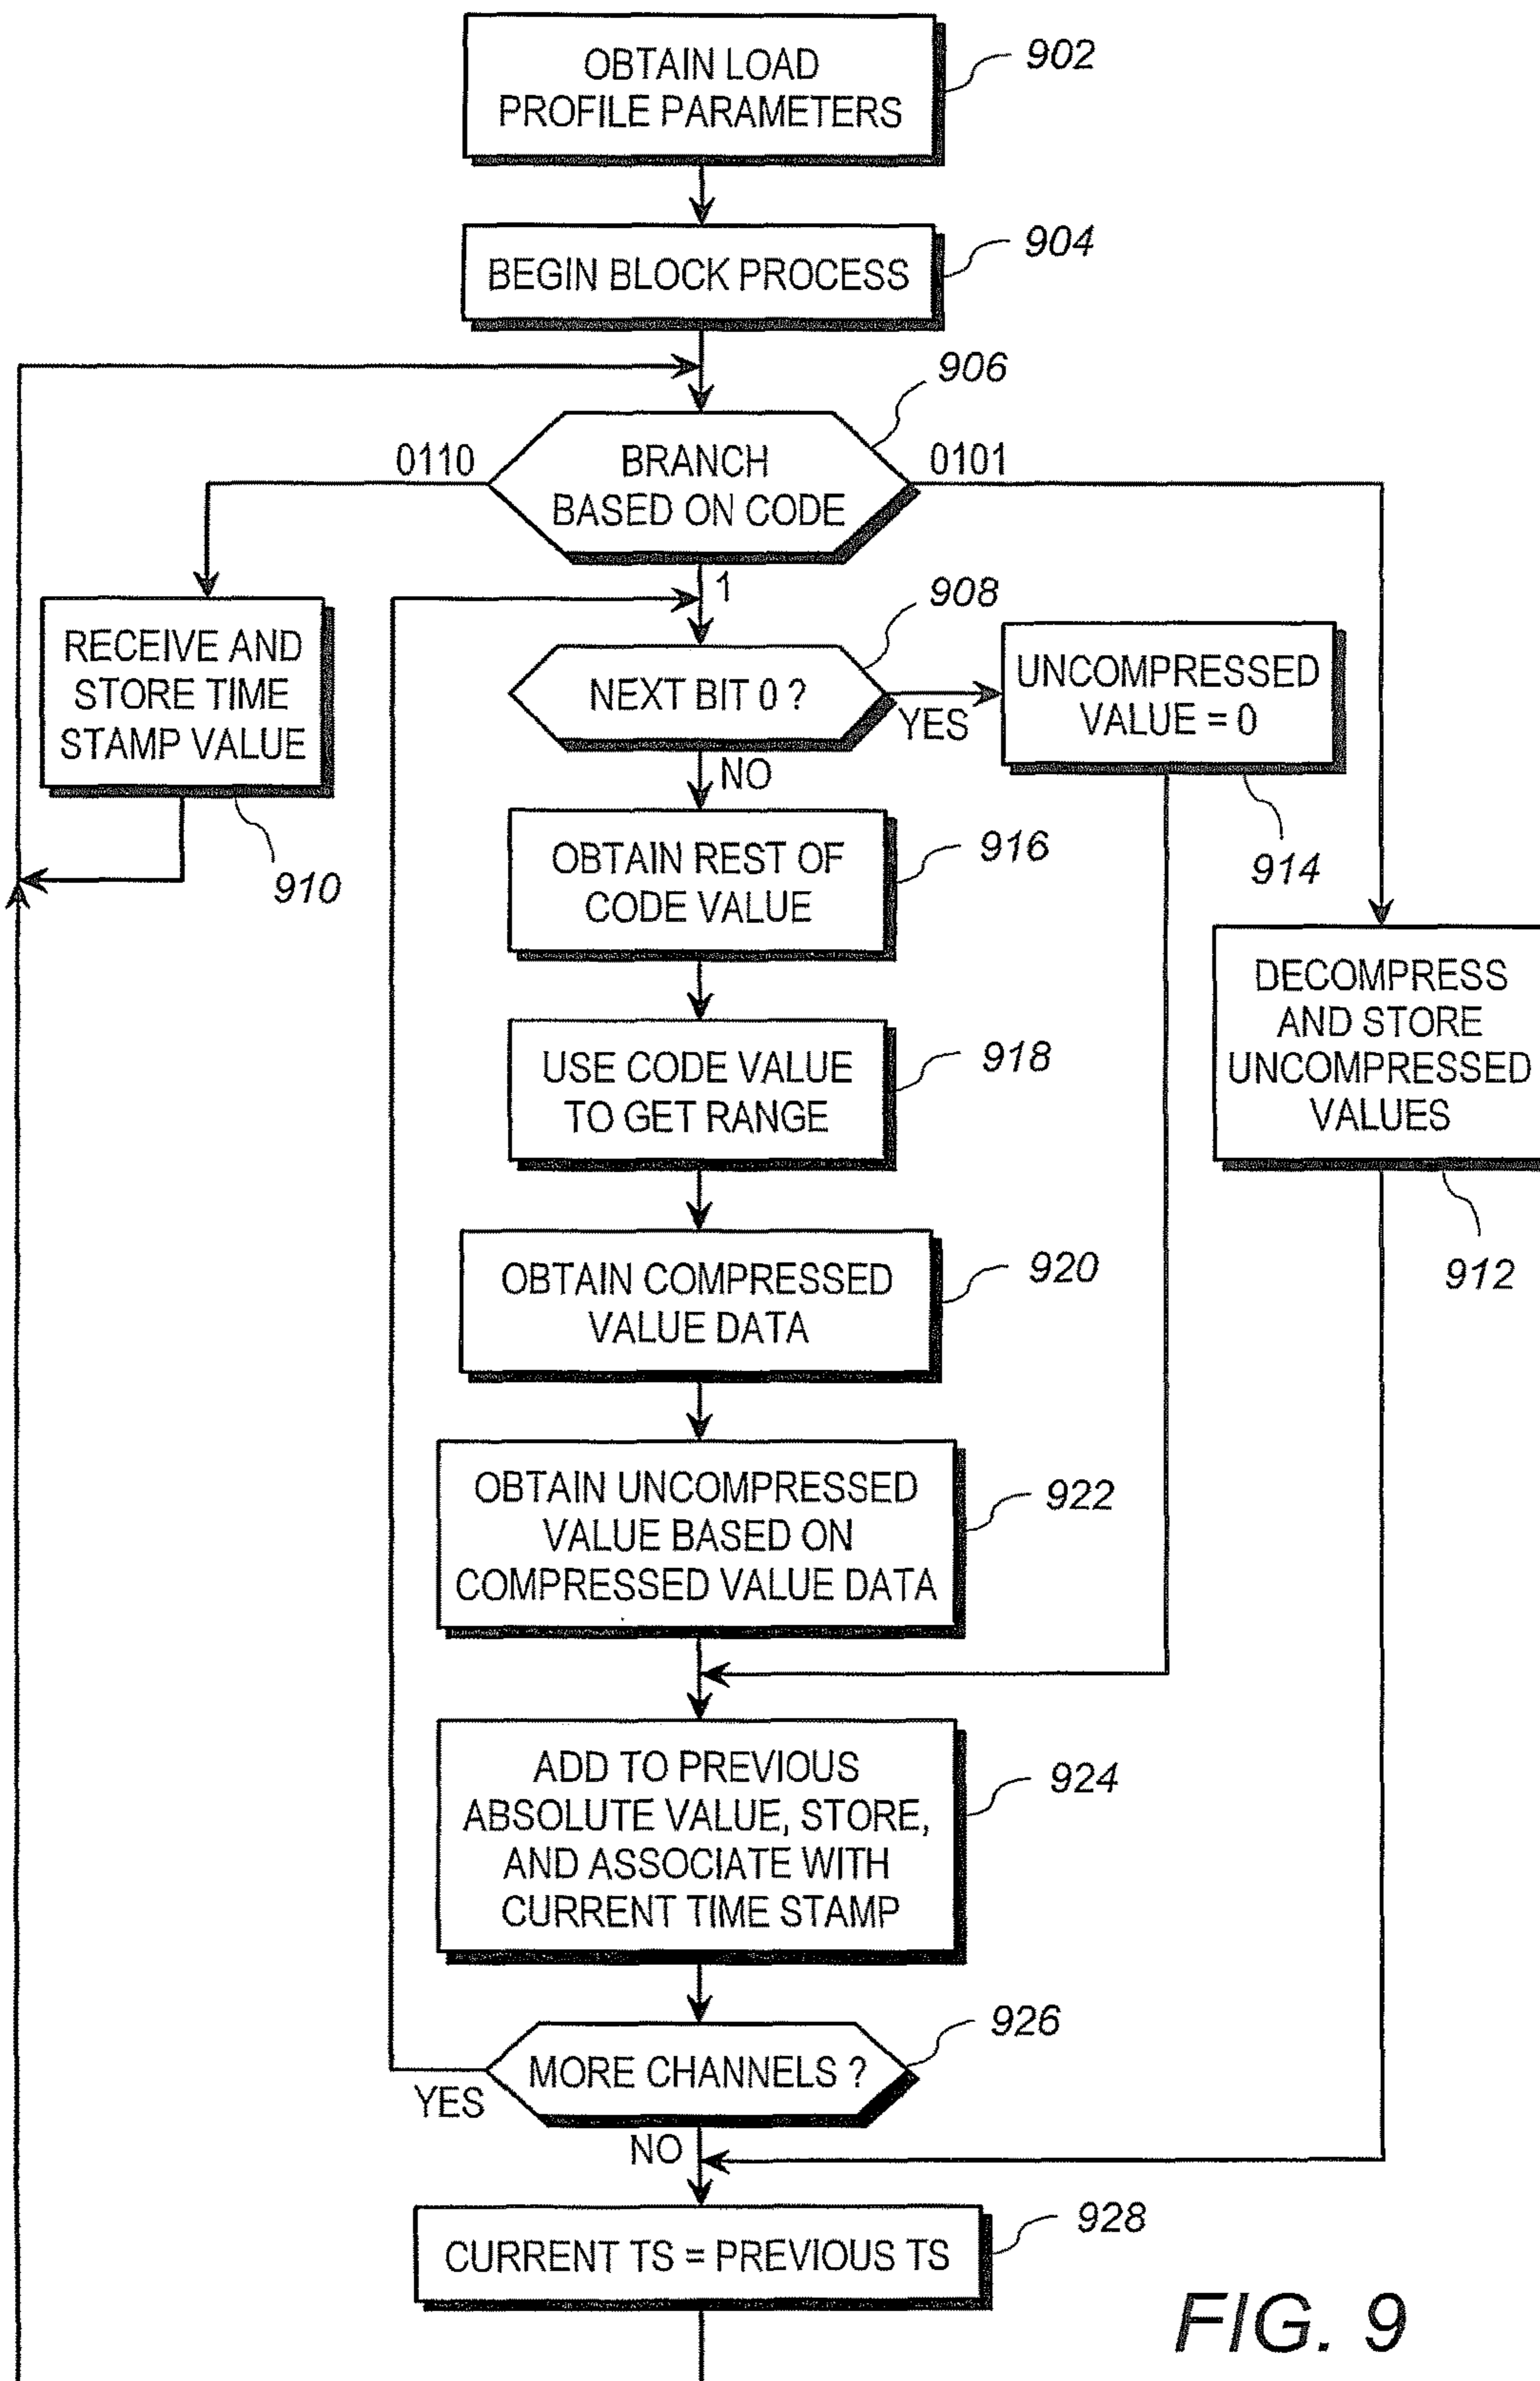 OBTAIN LOAD
PROFILE PARAMETERS
902
BEGIN BLOCK PROCESS
904
906
0110
BRANCH
BASED ON CODE
0101
1
908
RECEIVE AND
STORE TIME
STAMP VALUE
910
NEXT BIT 0 ?
YES
NO
UNCOMPRESSED
VALUE = 0
914
OBTAIN REST OF
CODE VALUE
916
DECOMPRESS
AND STORE
UNCOMPRESSED
VALUES
912
USE CODE VALUE
TO GET RANGE
918
OBTAIN COMPRESSED
VALUE DATA
920
OBTAIN UNCOMPRESSED
VALUE BASED ON
COMPRESSED VALUE DATA
922
ADD TO PREVIOUS
ABSOLUTE VALUE, STORE,
AND ASSOCIATE WITH
CURRENT TIME STAMP
924
MORE CHANNELS ?
926
YES
NO
CURRENT TS = PREVIOUS TS
928
FIG. 9